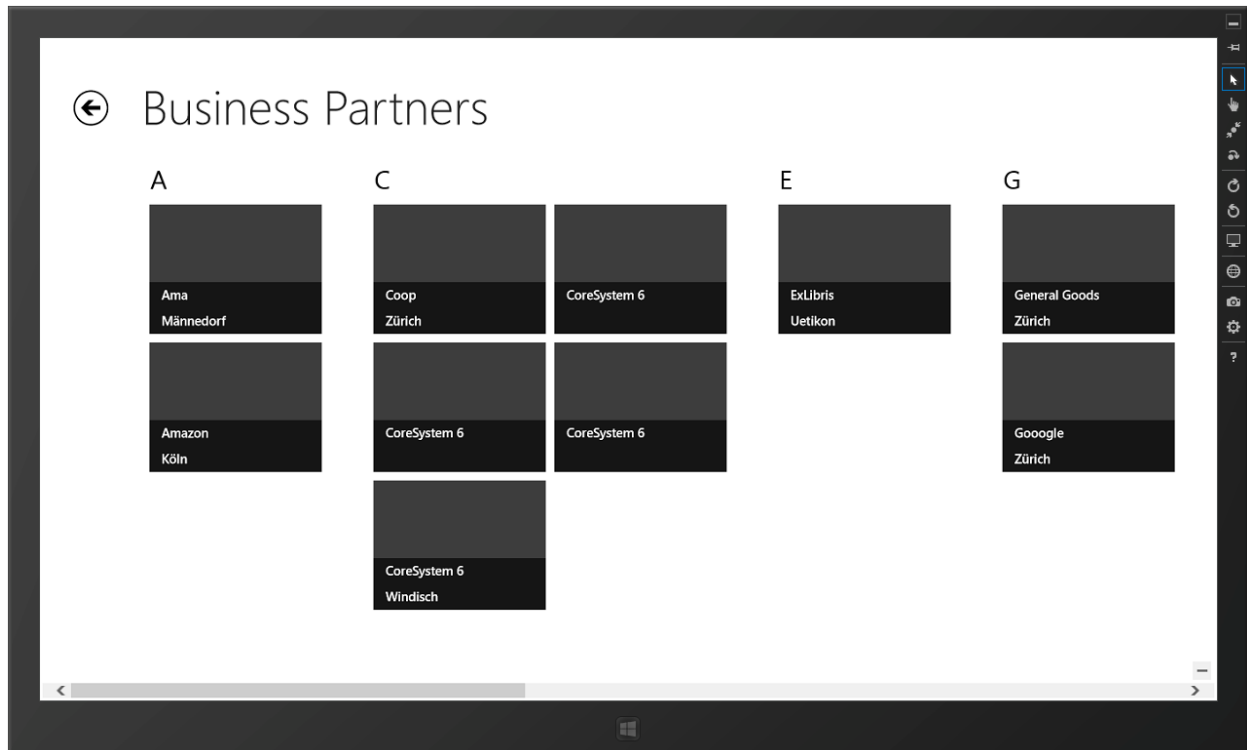 Business Partners
A
Ama
Männedorf
Amazon
Köln
C
Coop
Zürich
CoreSystem 6
CoreSystem 6
Windisch
CoreSystem 6
CoreSystem 6
E
ExLibris
Uetikon
G
General Goods
Zürich
Gooogle
Zürich
?